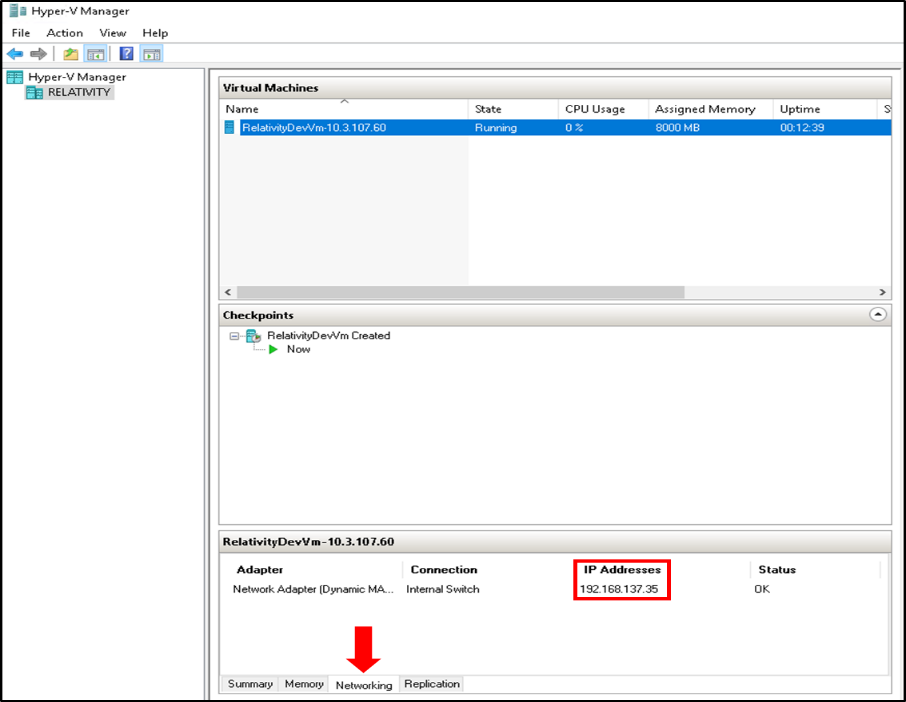 Hyper-V Manager
File Action View Help
Hyper-V Manager
RELATIVITY
Virtual Machines
Name State CPU Usage Assigned Memory Uptime S
RelativityDevVm-10.3.107.60 Running 0 % 8000 MB 00:12:39
Checkpoints
RelativityDevVm Created
Now
RelativityDevVm-10.3.107.60
Adapter Connection IP Addresses Status
Network Adapter (Dynamic MA... Internal Switch 192.168.137.35 OK
Summary Memory Networking Replication